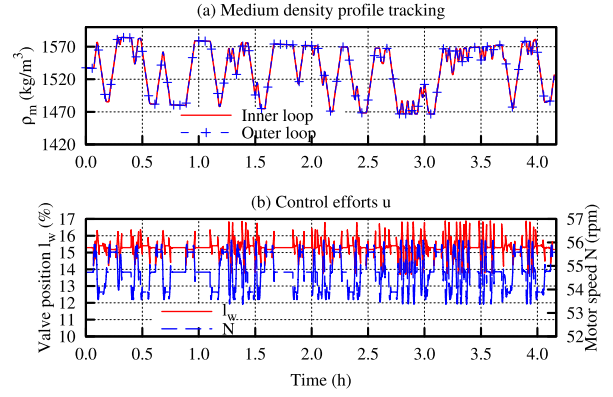 (a) Medium density profile tracking
ρm (kg/m³)
1570
1520
1470
1420
Inner loop
Outer loop
0.0 0.5 1.0 1.5 2.0 2.5 3.0 3.5 4.0
(b) Control efforts u
Valve position lw (%)
17
16
15
14
13
12
11
10
lw
N
57
56
55
54
53
52
Motor speed N (rpm)
0.0 0.5 1.0 1.5 2.0 2.5 3.0 3.5 4.0
Time (h)